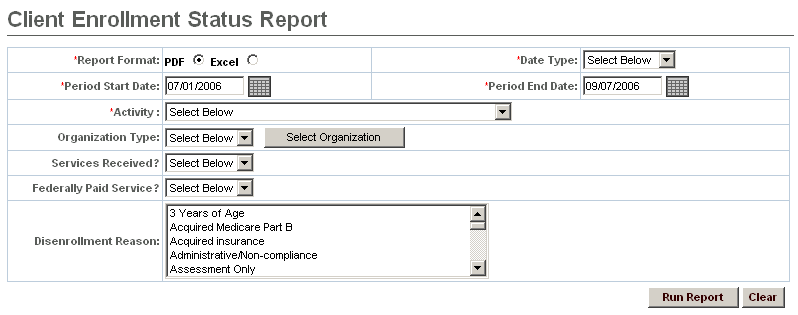 Client Enrollment Status Report
*Report Format: PDF Excel *Date Type: Select Below
*Period Start Date: 07/01/2006 *Period End Date: 09/07/2006
*Activity : Select Below
Organization Type: Select Below Select Organization
Services Received? Select Below
Federally Paid Service? Select Below
3 Years of Age
Acquired Medicare Part B
Disenrollment Reason: Acquired insurance
Administrative/Non-compliance
Assessment Only
Run Report Clear